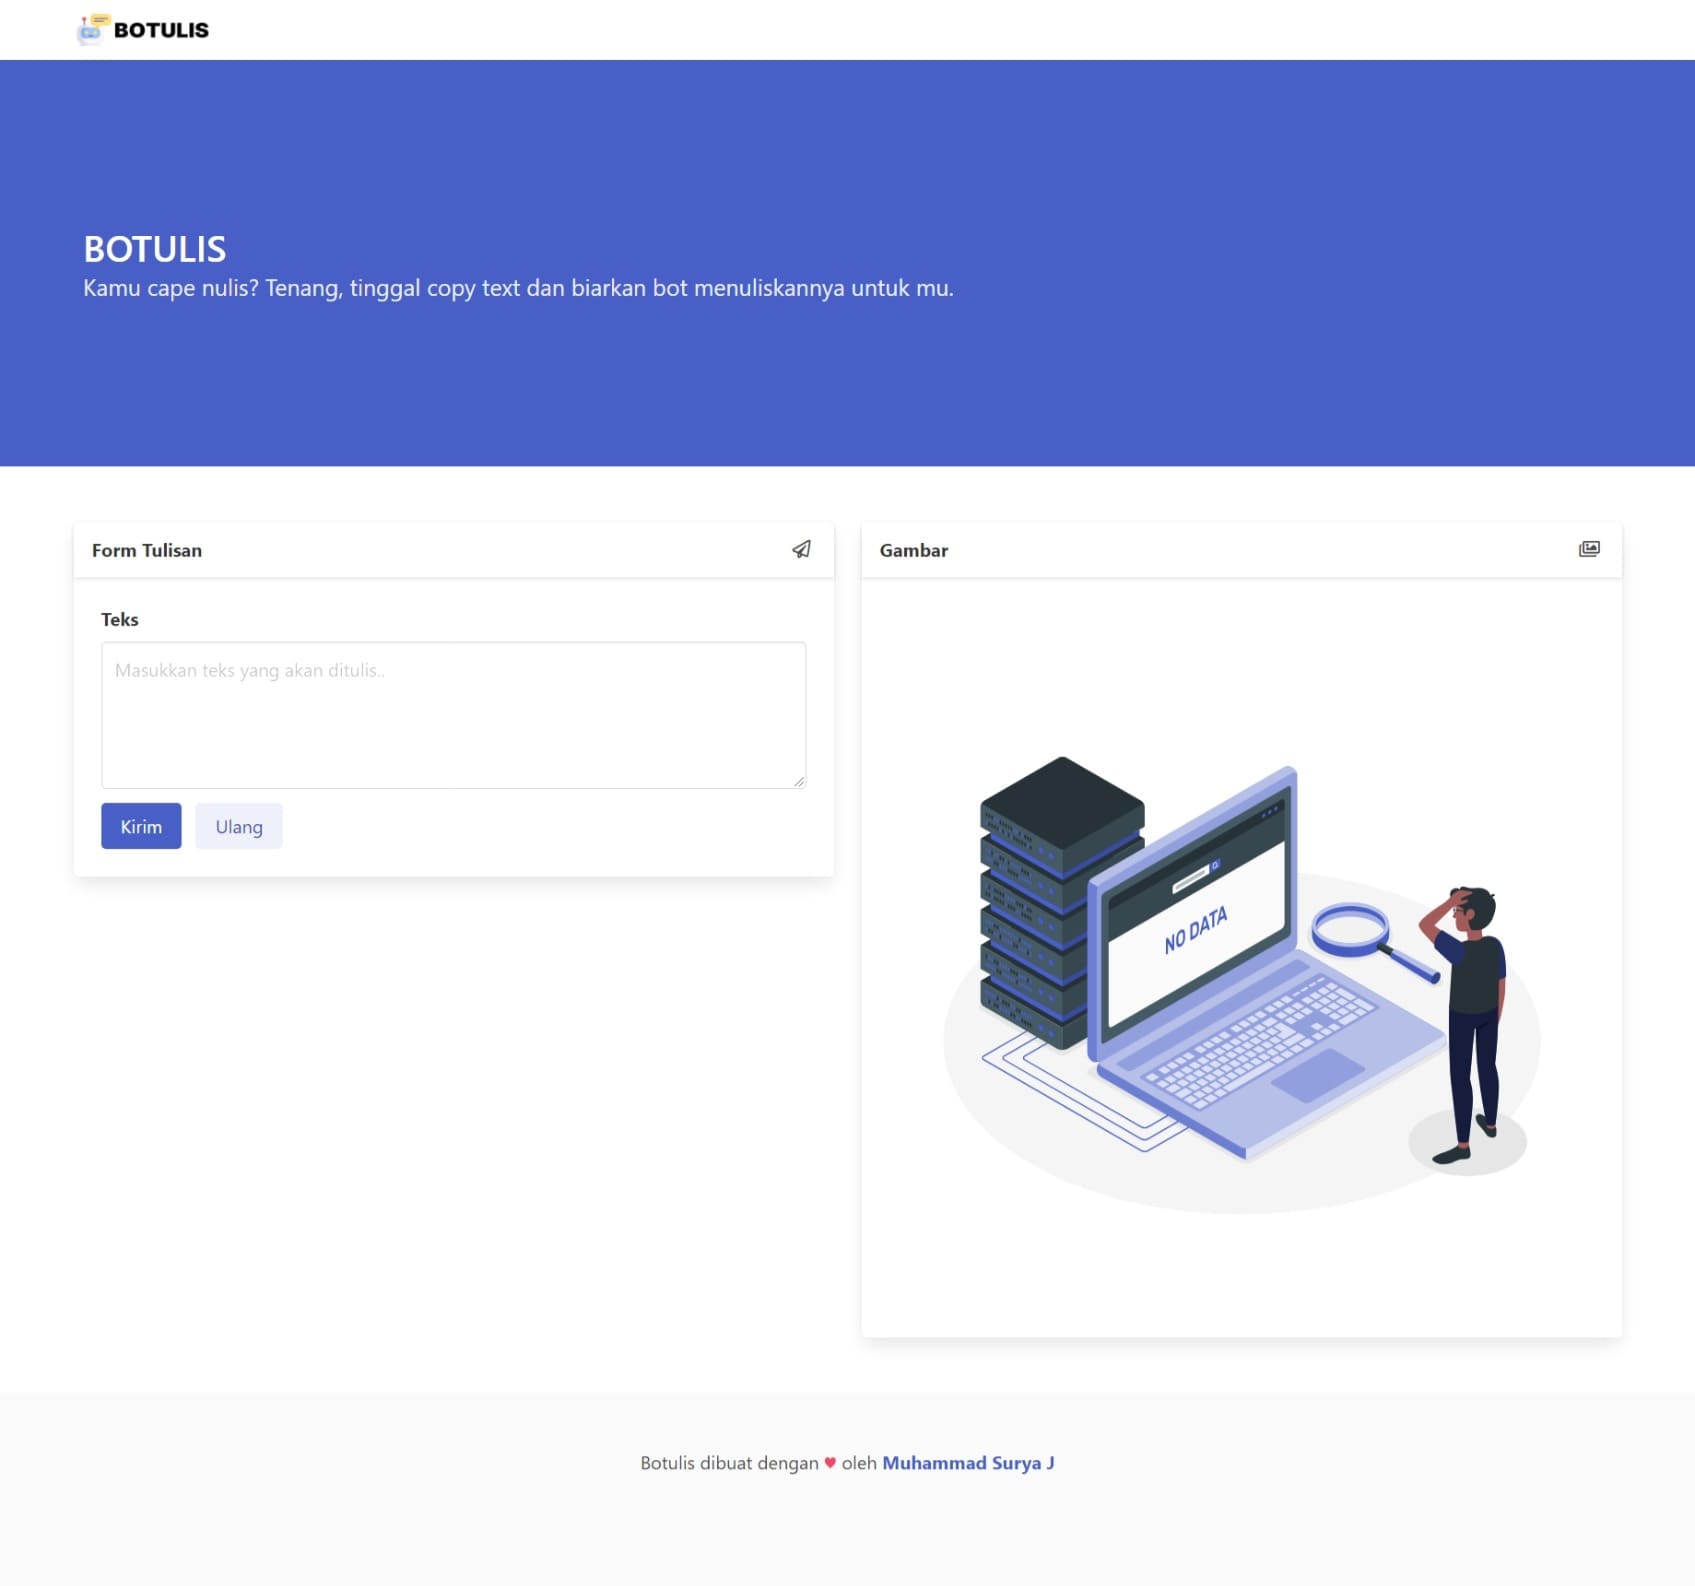 BOTULIS
BOTULIS
Kamu cape nulis? Tenang, tinggal copy text dan biarkan bot menuliskannya untuk mu.
Form Tulisan
Teks
Masukkan teks yang akan ditulis..
Kirim
Ulang
Gambar
NO DATA
Botulis dibuat dengan ♥ oleh Muhammad Surya J